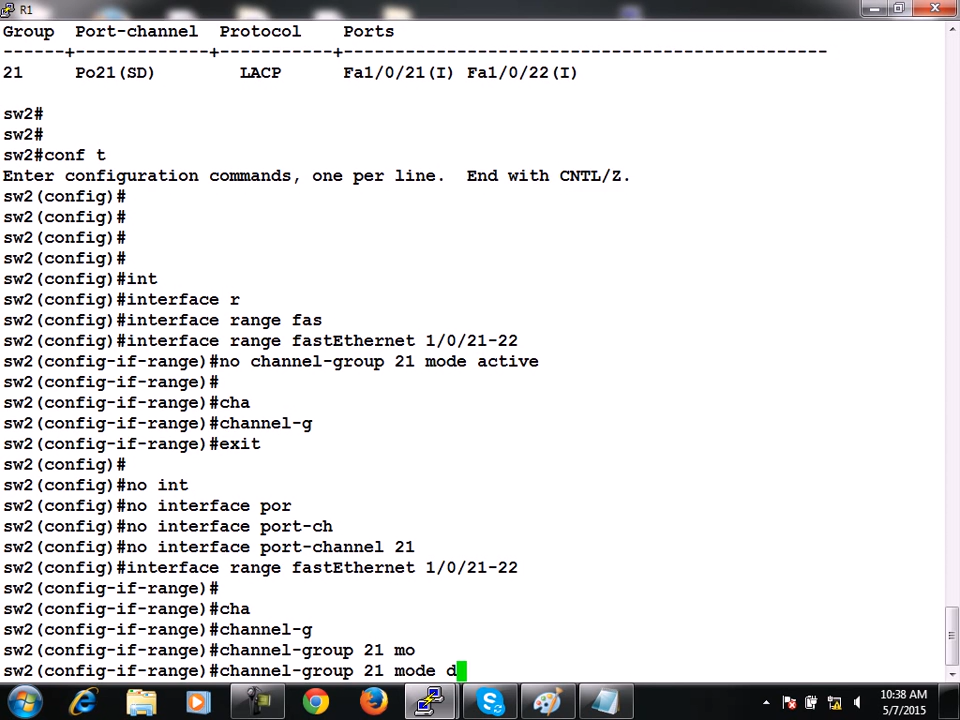 R1
Group  Port-channel  Protocol    Ports
------+-------------+-----------+-----------------------------------------------
21     Po21(SD)        LACP      Fa1/0/21(I) Fa1/0/22(I)
sw2#
sw2#
sw2#conf t
Enter configuration commands, one per line.  End with CNTL/Z.
sw2(config)#
sw2(config)#
sw2(config)#
sw2(config)#
sw2(config)#int
sw2(config)#interface r
sw2(config)#interface range fas
sw2(config)#interface range fastEthernet 1/0/21-22
sw2(config-if-range)#no channel-group 21 mode active
sw2(config-if-range)#
sw2(config-if-range)#cha
sw2(config-if-range)#channel-g
sw2(config-if-range)#exit
sw2(config)#
sw2(config)#no int
sw2(config)#no interface por
sw2(config)#no interface port-ch
sw2(config)#no interface port-channel 21
sw2(config)#interface range fastEthernet 1/0/21-22
sw2(config-if-range)#
sw2(config-if-range)#cha
sw2(config-if-range)#channel-g
sw2(config-if-range)#channel-group 21 mo
sw2(config-if-range)#channel-group 21 mode d
10:38 AM
5/7/2015